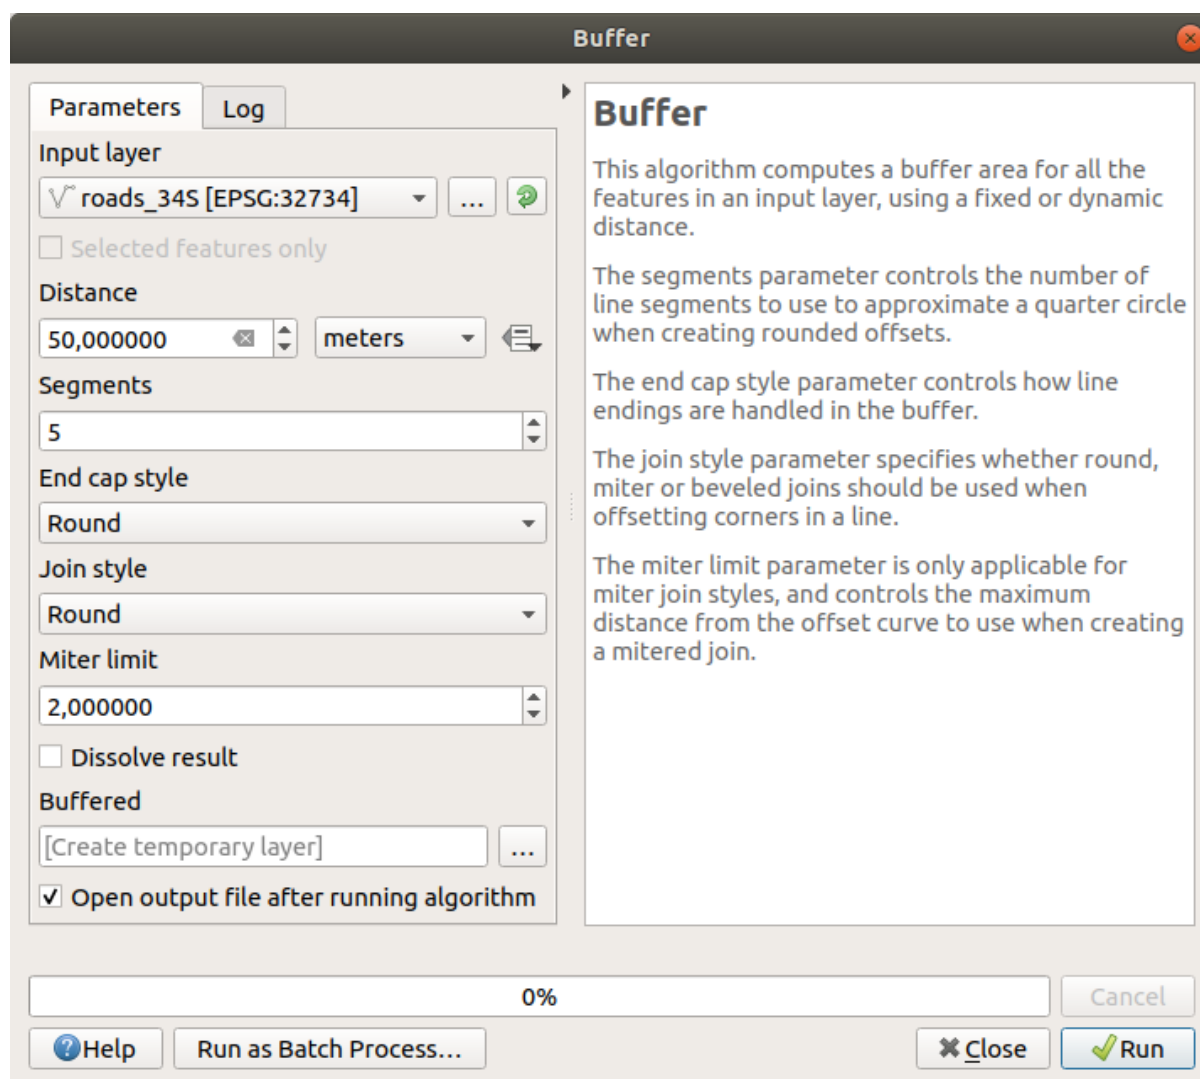 Buffer
Parameters
Log
Input layer
roads_34S [EPSG:32734]
...
Selected features only
Distance
50,000000
meters
Segments
5
End cap style
Round
Join style
Round
Miter limit
2,000000
Dissolve result
Buffered
[Create temporary layer]
...
Open output file after running algorithm
Buffer
This algorithm computes a buffer area for all the
features in an input layer, using a fixed or dynamic
distance.
The segments parameter controls the number of
line segments to use to approximate a quarter circle
when creating rounded offsets.
The end cap style parameter controls how line
endings are handled in the buffer.
The join style parameter specifies whether round,
miter or beveled joins should be used when
offsetting corners in a line.
The miter limit parameter is only applicable for
miter join styles, and controls the maximum
distance from the offset curve to use when creating
a mitered join.
0%
Cancel
Help
Run as Batch Process...
Close
Run